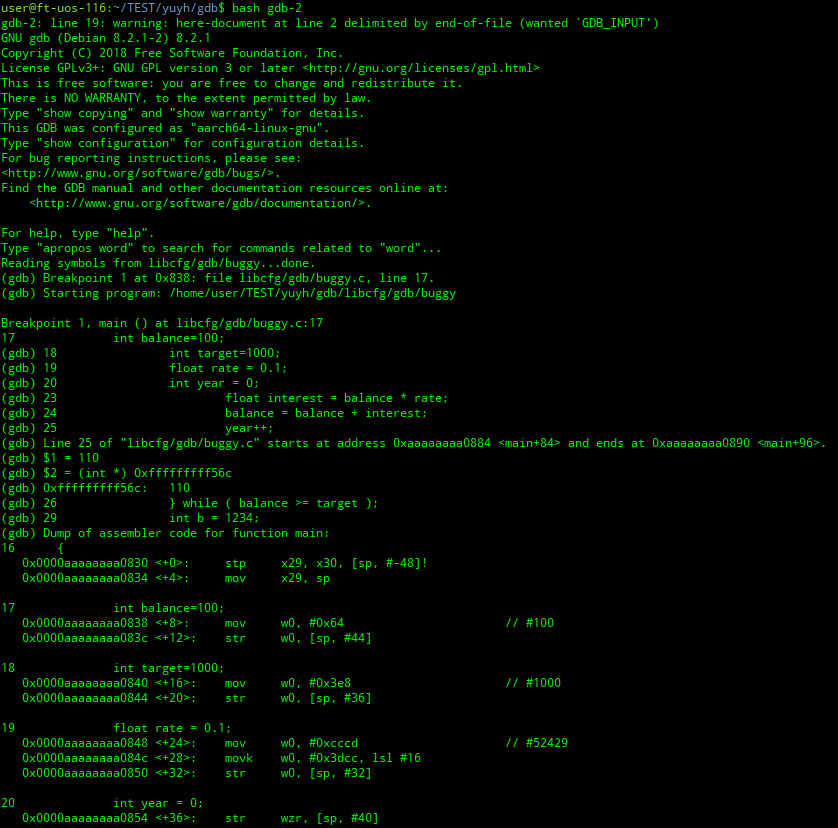 user@ft-uos-116:~/TEST/yuyh/gdb$ bash gdb-2
gdb-2: line 19: warning: here-document at line 2 delimited by end-of-file (wanted `GDB_INPUT')
GNU gdb (Debian 8.2.1-2) 8.2.1
Copyright (C) 2018 Free Software Foundation, Inc.
License GPLv3+: GNU GPL version 3 or later <http://gnu.org/licenses/gpl.html>
This is free software: you are free to change and redistribute it.
There is NO WARRANTY, to the extent permitted by law.
Type "show copying" and "show warranty" for details.
This GDB was configured as "aarch64-linux-gnu".
Type "show configuration" for configuration details.
For bug reporting instructions, please see:
<http://www.gnu.org/software/gdb/bugs/>.
Find the GDB manual and other documentation resources online at:
    <http://www.gnu.org/software/gdb/documentation/>.

For help, type "help".
Type "apropos word" to search for commands related to "word"...
Reading symbols from libcfg/gdb/buggy...done.
(gdb) Breakpoint 1 at 0x838: file libcfg/gdb/buggy.c, line 17.
(gdb) Starting program: /home/user/TEST/yuyh/gdb/libcfg/gdb/buggy

Breakpoint 1, main () at libcfg/gdb/buggy.c:17
17              int balance=100;
(gdb) 18                int target=1000;
(gdb) 19                float rate = 0.1;
(gdb) 20                int year = 0;
(gdb) 23                        float interest = balance * rate;
(gdb) 24                        balance = balance + interest;
(gdb) 25                        year++;
(gdb) Line 25 of "libcfg/gdb/buggy.c" starts at address 0xaaaaaaaa0884 <main+84> and ends at 0xaaaaaaaa0890 <main+96>.
(gdb) $1 = 110
(gdb) $2 = (int *) 0xfffffffff56c
(gdb) 0xfffffffff56c:   110
(gdb) 26                } while ( balance >= target );
(gdb) 29                int b = 1234;
(gdb) Dump of assembler code for function main:
16      {
   0x0000aaaaaaaa0830 <+0>:     stp     x29, x30, [sp, #-48]!
   0x0000aaaaaaaa0834 <+4>:     mov     x29, sp

17              int balance=100;
   0x0000aaaaaaaa0838 <+8>:     mov     w0, #0x64                       // #100
   0x0000aaaaaaaa083c <+12>:    str     w0, [sp, #44]

18              int target=1000;
   0x0000aaaaaaaa0840 <+16>:    mov     w0, #0x3e8                      // #1000
   0x0000aaaaaaaa0844 <+20>:    str     w0, [sp, #36]

19              float rate = 0.1;
   0x0000aaaaaaaa0848 <+24>:    mov     w0, #0xcccd                     // #52429
   0x0000aaaaaaaa084c <+28>:    movk    w0, #0x3dcc, lsl #16
   0x0000aaaaaaaa0850 <+32>:    str     w0, [sp, #32]

20              int year = 0;
   0x0000aaaaaaaa0854 <+36>:    str     wzr, [sp, #40]